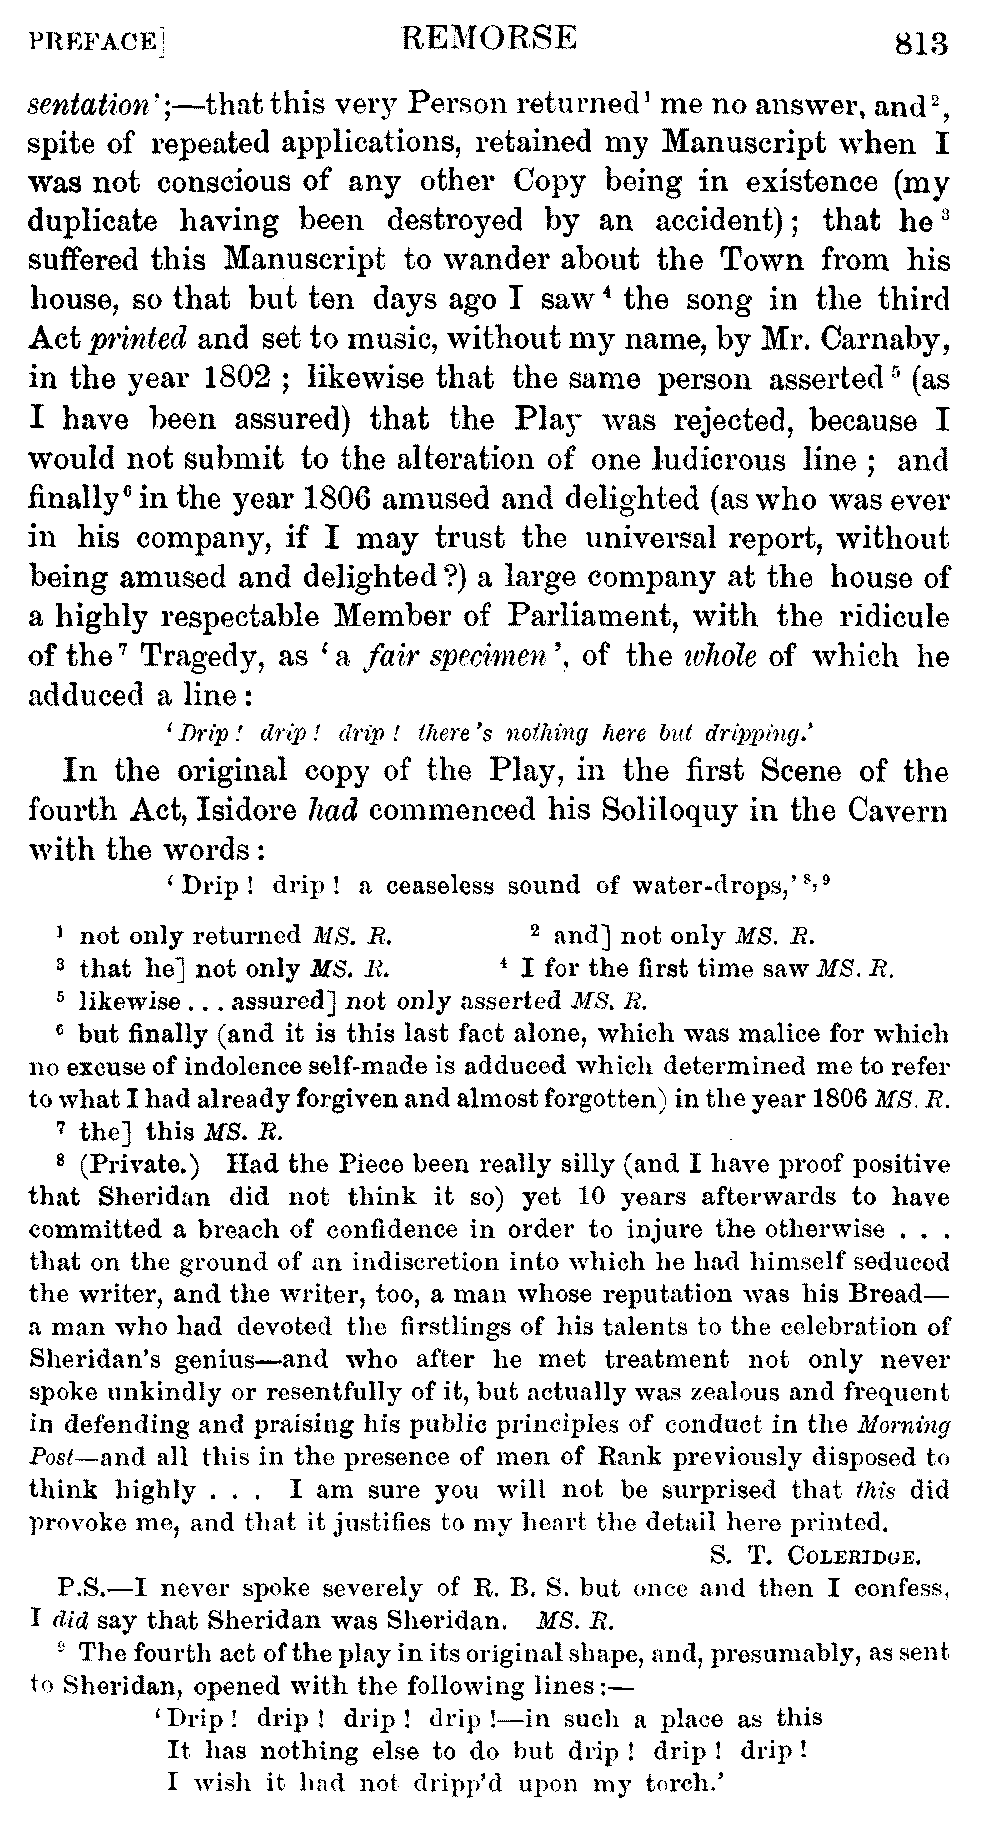 PREFACE] REMORSE 813
sentation';—that this very Person returned¹ me no answer, and²,
spite of repeated applications, retained my Manuscript when I
was not conscious of any other Copy being in existence (my
duplicate having been destroyed by an accident); that he³
suffered this Manuscript to wander about the Town from his
house, so that but ten days ago I saw⁴ the song in the third
Act printed and set to music, without my name, by Mr. Carnaby,
in the year 1802; likewise that the same person asserted⁵ (as
I have been assured) that the Play was rejected, because I
would not submit to the alteration of one ludicrous line; and
finally⁶ in the year 1806 amused and delighted (as who was ever
in his company, if I may trust the universal report, without
being amused and delighted?) a large company at the house of
a highly respectable Member of Parliament, with the ridicule
of the⁷ Tragedy, as 'a fair specimen', of the whole of which he
adduced a line:
'Drip! drip! drip! there's nothing here but dripping.'
In the original copy of the Play, in the first Scene of the
fourth Act, Isidore had commenced his Soliloquy in the Cavern
with the words:
'Drip! drip! a ceaseless sound of water-drops,'⁸,⁹
¹ not only returned MS. R. ² and] not only MS. R.
³ that he] not only MS. R. ⁴ I for the first time saw MS. R.
⁵ likewise . . . assured] not only asserted MS. R.
⁶ but finally (and it is this last fact alone, which was malice for which
no excuse of indolence self-made is adduced which determined me to refer
to what I had already forgiven and almost forgotten) in the year 1806 MS. R.
⁷ the] this MS. R.
⁸ (Private.) Had the Piece been really silly (and I have proof positive
that Sheridan did not think it so) yet 10 years afterwards to have
committed a breach of confidence in order to injure the otherwise . . .
that on the ground of an indiscretion into which he had himself seduced
the writer, and the writer, too, a man whose reputation was his Bread—
a man who had devoted the firstlings of his talents to the celebration of
Sheridan's genius—and who after he met treatment not only never
spoke unkindly or resentfully of it, but actually was zealous and frequent
in defending and praising his public principles of conduct in the Morning
Post—and all this in the presence of men of Rank previously disposed to
think highly . . . I am sure you will not be surprised that this did
provoke me, and that it justifies to my heart the detail here printed.
S. T. COLERIDGE.
P.S.—I never spoke severely of R. B. S. but once and then I confess,
I did say that Sheridan was Sheridan. MS. R.
⁹ The fourth act of the play in its original shape, and, presumably, as sent
to Sheridan, opened with the following lines:—
'Drip! drip! drip! drip!—in such a place as this
It has nothing else to do but drip! drip! drip!
I wish it had not dripp'd upon my torch.'